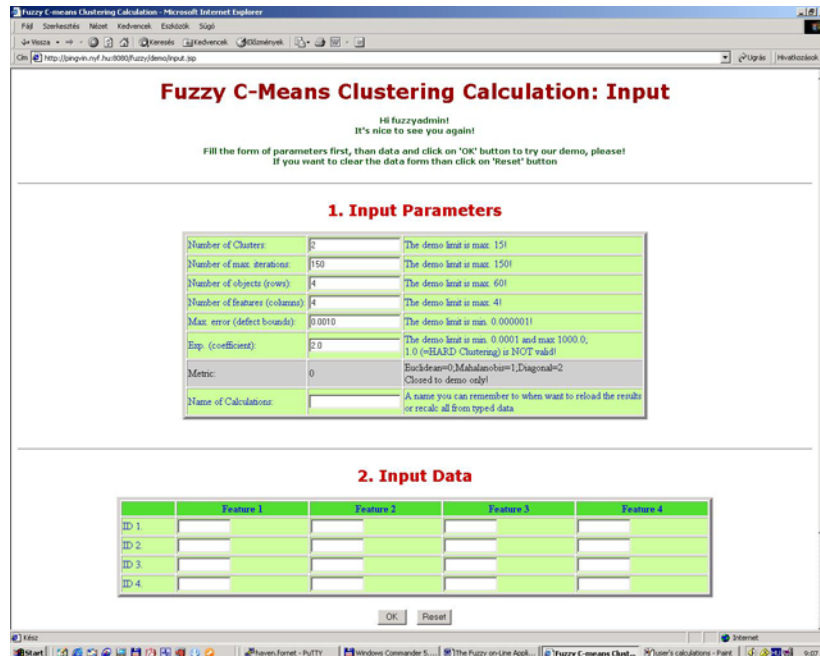 Fuzzy C-means Clustering Calculation - Microsoft Internet Explorer
Fájl Szerkesztés Nézet Kedvencek Eszközök Súgó
Vissza Keresés Kedvencek Előzmények
Cím http://pingvin.nyf.hu:8080/fuzzy/demo/input.jsp Ugrás Hivatkozások
Fuzzy C-Means Clustering Calculation: Input
Hi fuzzyadmin!
It's nice to see you again!
Fill the form of parameters first, than data and click on 'OK' button to try our demo, please!
If you want to clear the data form than click on 'Reset' button
1. Input Parameters
Number of Clusters: 2 The demo limit is max. 15!
Number of max. iterations: 150 The demo limit is max. 150!
Number of objects (rows): 4 The demo limit is max. 60!
Number of features (columns): 4 The demo limit is max. 4!
Max. error (defect bounds): 0.0010 The demo limit is min. 0.000001!
Exp. (coefficient): 2.0 The demo limit is min. 0.0001 and max 1000.0,
1.0 (=HARD Clustering) is NOT valid!
Metric: 0 Euclidean=0;Mahalanobis=1;Diagonal=2
Closed to demo only!
Name of Calculations: A name you can remember to when want to reload the results
or recalc all from typed data
2. Input Data
Feature 1 Feature 2 Feature 3 Feature 4
ID 1.
ID 2.
ID 3.
ID 4.
OK Reset
Kész Internet
Start haven.fornet - PuTTY Windows Commander 5.... The Fuzzy on-Line Appli... Fuzzy C-means Clust... user's calculations - Paint 9:07